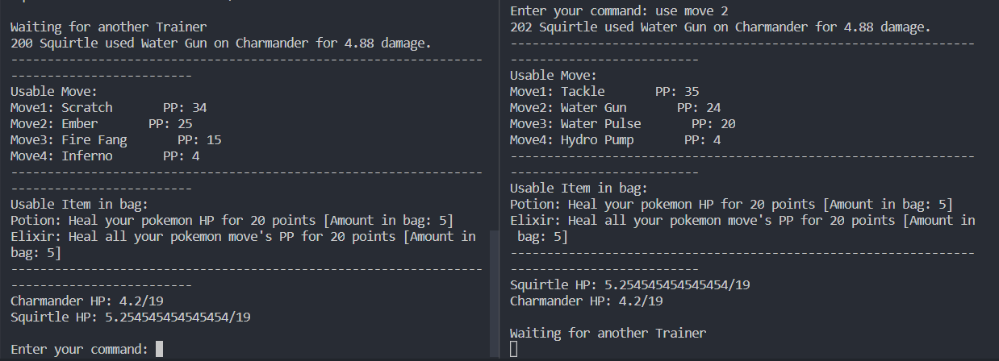 Waiting for another Trainer
200 Squirtle used Water Gun on Charmander for 4.88 damage.
-----------------------------------------------------------------
-------------------------
Usable Move:
Move1: Scratch       PP: 34
Move2: Ember       PP: 25
Move3: Fire Fang       PP: 15
Move4: Inferno       PP: 4
-----------------------------------------------------------------
-------------------------
Usable Item in bag:
Potion: Heal your pokemon HP for 20 points [Amount in bag: 5]
Elixir: Heal all your pokemon move's PP for 20 points [Amount in
bag: 5]
-----------------------------------------------------------------
-------------------------
Charmander HP: 4.2/19
Squirtle HP: 5.254545454545454/19
Enter your command:
Enter your command: use move 2
202 Squirtle used Water Gun on Charmander for 4.88 damage.
----------------------------------------------------------------
--------------------------
Usable Move:
Move1: Tackle       PP: 35
Move2: Water Gun       PP: 24
Move3: Water Pulse       PP: 20
Move4: Hydro Pump       PP: 4
----------------------------------------------------------------
--------------------------
Usable Item in bag:
Potion: Heal your pokemon HP for 20 points [Amount in bag: 5]
Elixir: Heal all your pokemon move's PP for 20 points [Amount in
 bag: 5]
----------------------------------------------------------------
--------------------------
Squirtle HP: 5.254545454545454/19
Charmander HP: 4.2/19
Waiting for another Trainer